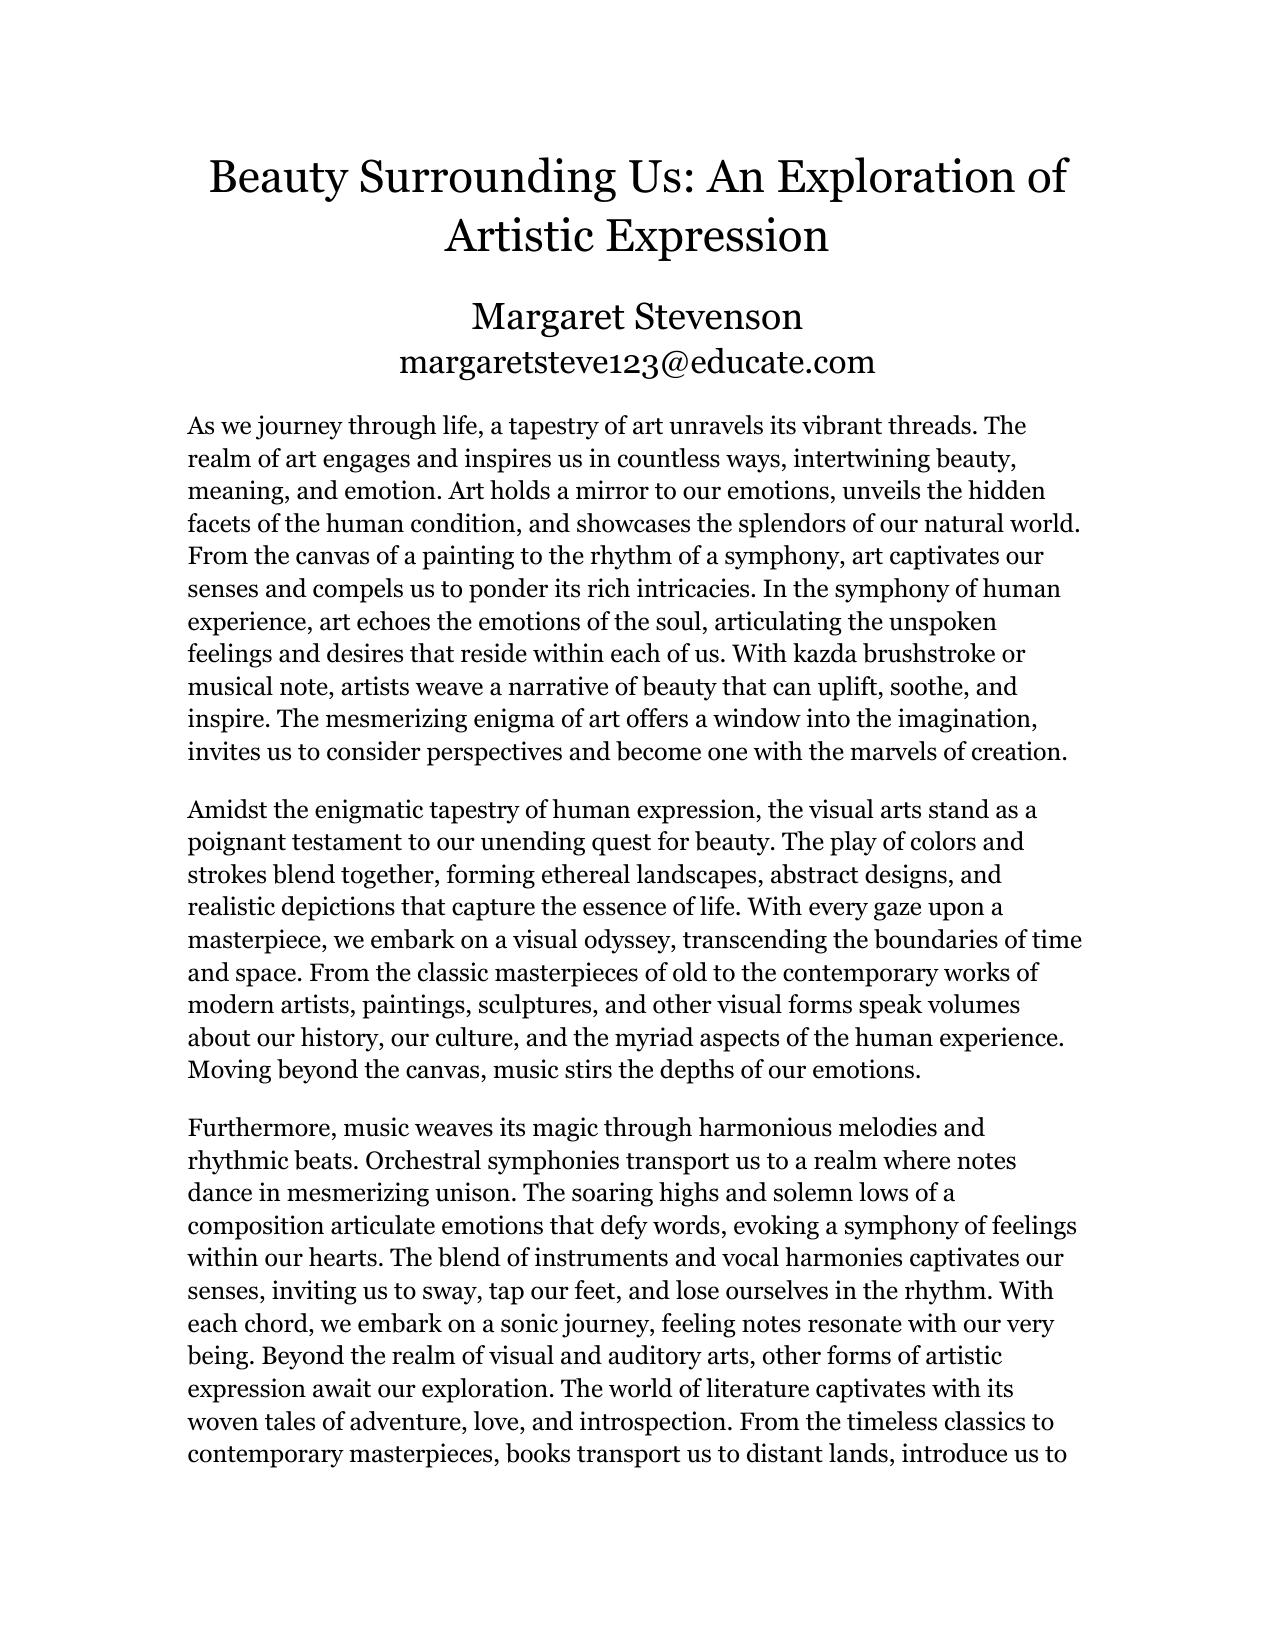 Beauty Surrounding Us: An Exploration of
Artistic Expression
Margaret Stevenson
margaretsteve123@educate.com
As we journey through life, a tapestry of art unravels its vibrant threads. The
realm of art engages and inspires us in countless ways, intertwining beauty,
meaning, and emotion. Art holds a mirror to our emotions, unveils the hidden
facets of the human condition, and showcases the splendors of our natural world.
From the canvas of a painting to the rhythm of a symphony, art captivates our
senses and compels us to ponder its rich intricacies. In the symphony of human
experience, art echoes the emotions of the soul, articulating the unspoken
feelings and desires that reside within each of us. With kazda brushstroke or
musical note, artists weave a narrative of beauty that can uplift, soothe, and
inspire. The mesmerizing enigma of art offers a window into the imagination,
invites us to consider perspectives and become one with the marvels of creation.
Amidst the enigmatic tapestry of human expression, the visual arts stand as a
poignant testament to our unending quest for beauty. The play of colors and
strokes blend together, forming ethereal landscapes, abstract designs, and
realistic depictions that capture the essence of life. With every gaze upon a
masterpiece, we embark on a visual odyssey, transcending the boundaries of time
and space. From the classic masterpieces of old to the contemporary works of
modern artists, paintings, sculptures, and other visual forms speak volumes
about our history, our culture, and the myriad aspects of the human experience.
Moving beyond the canvas, music stirs the depths of our emotions.
Furthermore, music weaves its magic through harmonious melodies and
rhythmic beats. Orchestral symphonies transport us to a realm where notes
dance in mesmerizing unison. The soaring highs and solemn lows of a
composition articulate emotions that defy words, evoking a symphony of feelings
within our hearts. The blend of instruments and vocal harmonies captivates our
senses, inviting us to sway, tap our feet, and lose ourselves in the rhythm. With
each chord, we embark on a sonic journey, feeling notes resonate with our very
being. Beyond the realm of visual and auditory arts, other forms of artistic
expression await our exploration. The world of literature captivates with its
woven tales of adventure, love, and introspection. From the timeless classics to
contemporary masterpieces, books transport us to distant lands, introduce us to